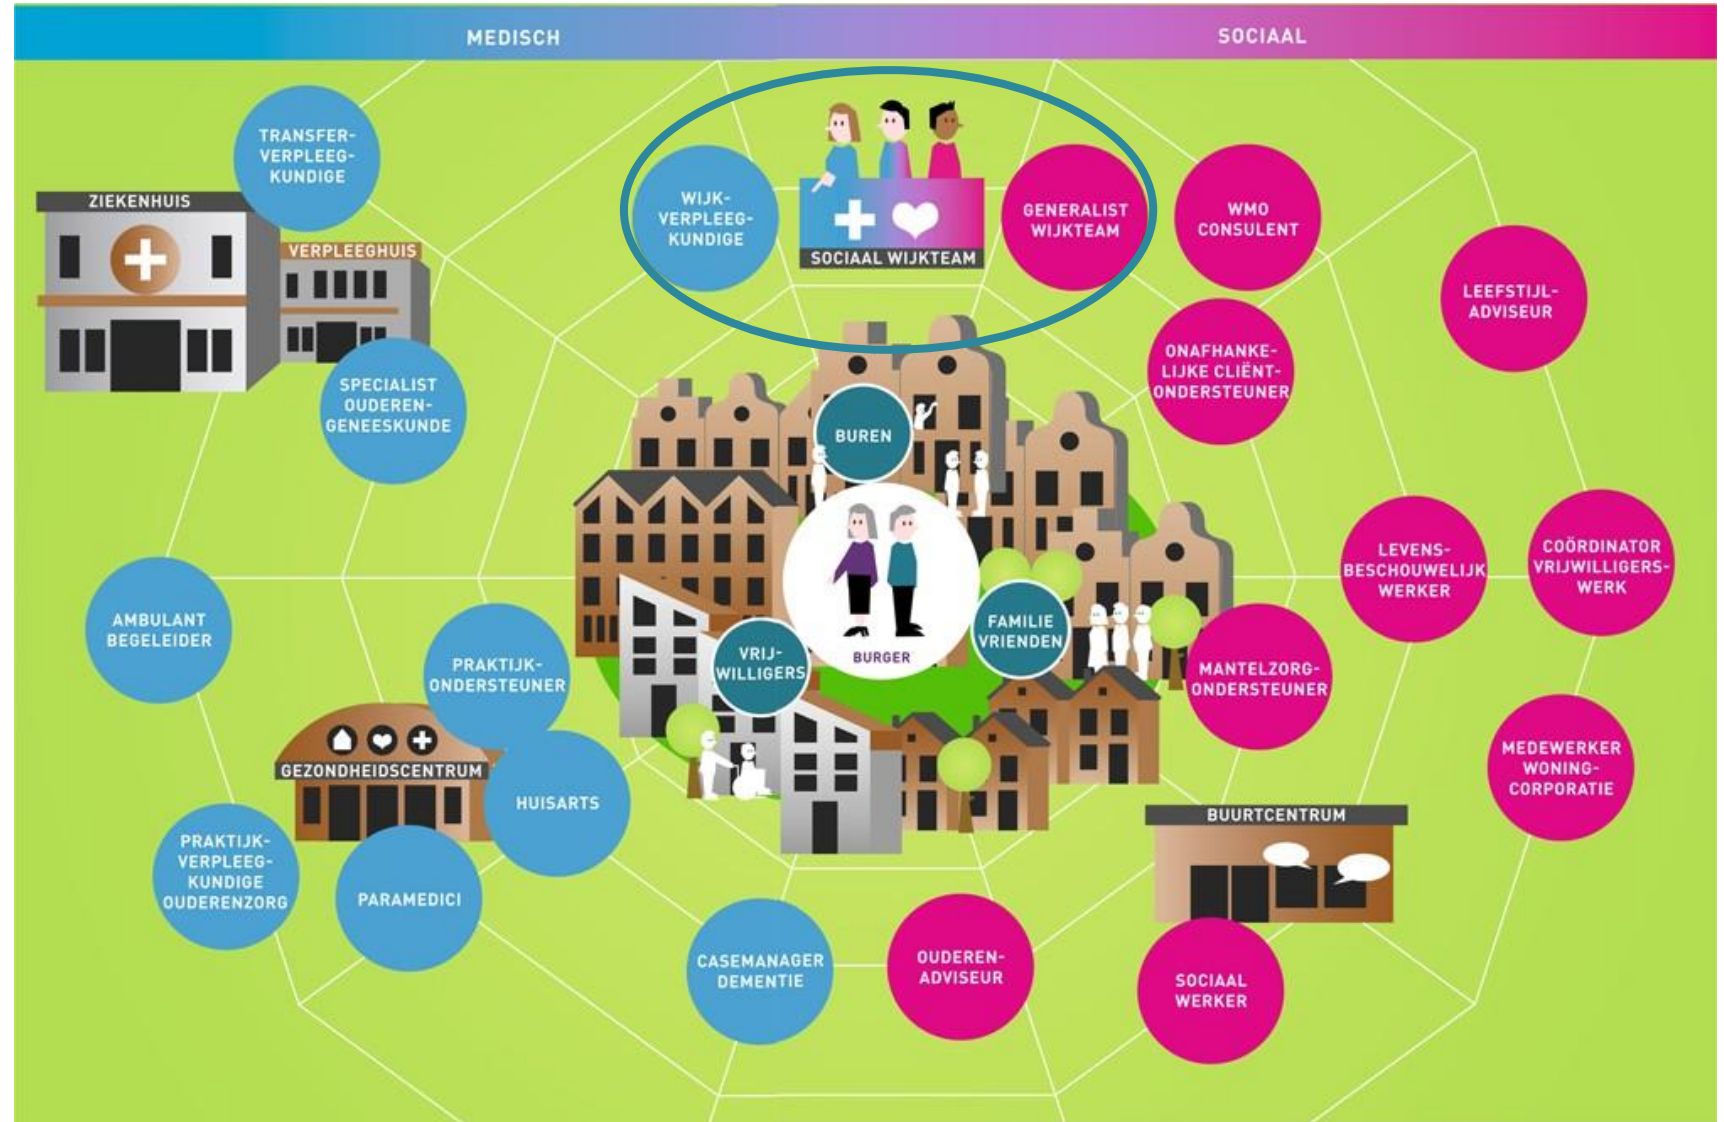 MEDISCH
SOCIAAL
TRANSFER-
VERPLEEG-
KUNDIGE
ZIEKENHUIS
VERPLEEGHUIS
SPECIALIST
OUDEREN-
GENEESKUNDE
WIJK-
VERPLEEG-
KUNDIGE
SOCIAAL WIJKTEAM
GENERALIST
WIJKTEAM
WMO
CONSULENT
LEEFSTIJL-
ADVISEUR
ONAFHANKE-
LIJKE CLIËNT-
ONDERSTEUNER
BUREN
BURGER
FAMILIE
VRIENDEN
VRIJ-
WILLIGERS
LEVENS-
BESCHOUWELIJK
WERKER
COÖRDINATOR
VRIJWILLIGERS-
WERK
AMBULANT
BEGELEIDER
PRAKTIJK-
ONDERSTEUNER
MANTELZORG-
ONDERSTEUNER
GEZONDHEIDSCENTRUM
HUISARTS
MEDEWERKER
WONING-
CORPORATIE
BUURTCENTRUM
PRAKTIJK-
VERPLEEG-
KUNDIGE
OUDERENZORG
PARAMEDICI
CASEMANAGER
DEMENTIE
OUDEREN-
ADVISEUR
SOCIAAL
WERKER